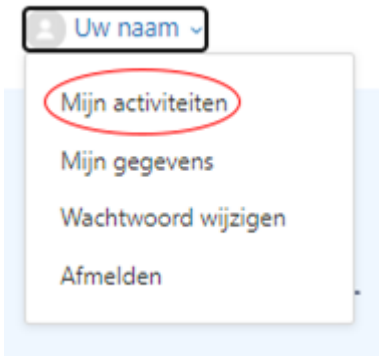 Uw naam
Mijn activiteiten
Mijn gegevens
Wachtwoord wijzigen
Afmelden